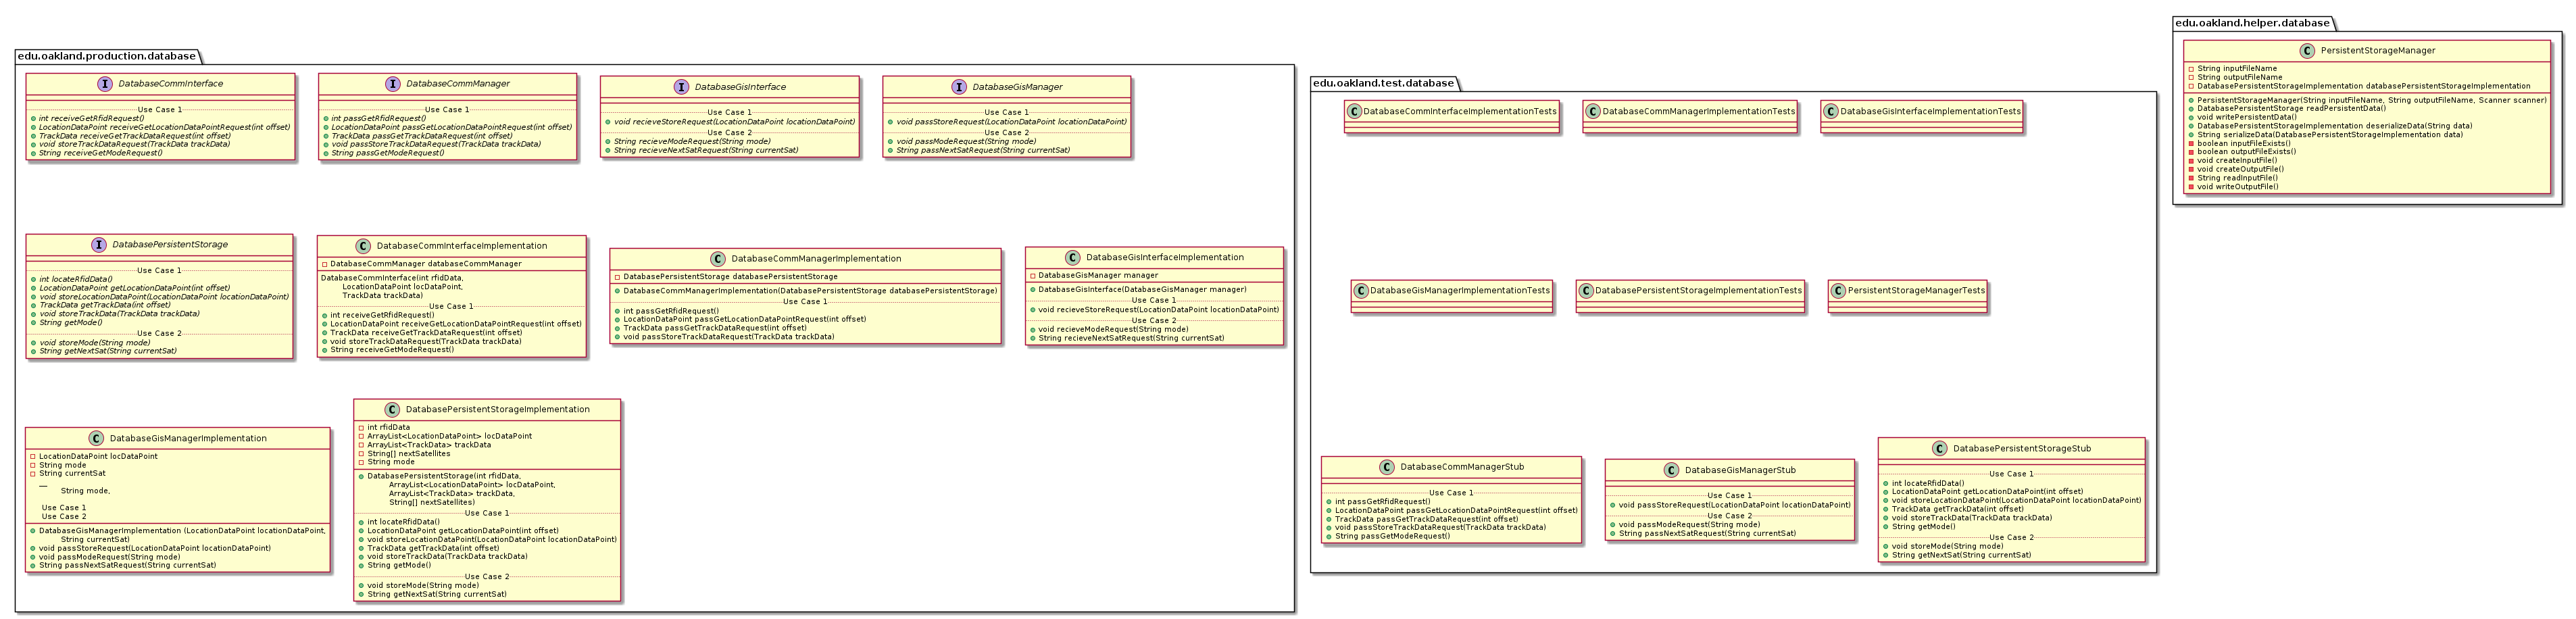 edu.oakland.production.database
I DatabaseCommInterface
Use Case 1
int receiveGetRfidRequest()
LocationDataPoint receiveGetLocationDataPointRequest(int offset)
TrackData receiveGetTrackDataRequest(int offset)
void storeTrackDataRequest(TrackData trackData)
String receiveGetModeRequest()
I DatabaseCommManager
Use Case 1
int passGetRfidRequest()
LocationDataPoint passGetLocationDataPointRequest(int offset)
TrackData passGetTrackDataRequest(int offset)
void passStoreTrackDataRequest(TrackData trackData)
String passGetModeRequest()
I DatabaseGisInterface
Use Case 1
void recieveStoreRequest(LocationDataPoint locationDataPoint)
Use Case 2
String recieveModeRequest(String mode)
String recieveNextSatRequest(String currentSat)
I DatabaseGisManager
Use Case 1
void passStoreRequest(LocationDataPoint locationDataPoint)
Use Case 2
void passModeRequest(String mode)
String passNextSatRequest(String currentSat)
I DatabasePersistentStorage
Use Case 1
int locateRfidData()
LocationDataPoint getLocationDataPoint(int offset)
void storeLocationDataPoint(LocationDataPoint locationDataPoint)
TrackData getTrackData(int offset)
void storeTrackData(TrackData trackData)
String getMode()
Use Case 2
void storeMode(String mode)
String getNextSat(String currentSat)
C DatabaseCommInterfaceImplementation
DatabaseCommManager databaseCommManager
DatabaseCommInterface(int rfidData,
LocationDataPoint locDataPoint,
TrackData trackData)
Use Case 1
int receiveGetRfidRequest()
LocationDataPoint receiveGetLocationDataPointRequest(int offset)
TrackData receiveGetTrackDataRequest(int offset)
void storeTrackDataRequest(TrackData trackData)
String receiveGetModeRequest()
C DatabaseCommManagerImplementation
DatabasePersistentStorage databasePersistentStorage
DatabaseCommManagerImplementation(DatabasePersistentStorage databasePersistentStorage)
Use Case 1
int passGetRfidRequest()
LocationDataPoint passGetLocationDataPointRequest(int offset)
TrackData passGetTrackDataRequest(int offset)
void passStoreTrackDataRequest(TrackData trackData)
C DatabaseGisInterfaceImplementation
DatabaseGisManager manager
DatabaseGisInterface(DatabaseGisManager manager)
Use Case 1
void recieveStoreRequest(LocationDataPoint locationDataPoint)
Use Case 2
void recieveModeRequest(String mode)
String recieveNextSatRequest(String currentSat)
C DatabaseGisManagerImplementation
LocationDataPoint locDataPoint
String mode
String currentSat
__
String mode,
Use Case 1
Use Case 2
DatabaseGisManagerImplementation (LocationDataPoint locationDataPoint,
String currentSat)
void passStoreRequest(LocationDataPoint locationDataPoint)
void passModeRequest(String mode)
String passNextSatRequest(String currentSat)
C DatabasePersistentStorageImplementation
int rfidData
ArrayList<LocationDataPoint> locDataPoint
ArrayList<TrackData> trackData
String[] nextSatellites
String mode
DatabasePersistentStorage(int rfidData,
ArrayList<LocationDataPoint> locDataPoint,
ArrayList<TrackData> trackData,
String[] nextSatellites)
Use Case 1
int locateRfidData()
LocationDataPoint getLocationDataPoint(int offset)
void storeLocationDataPoint(LocationDataPoint locationDataPoint)
TrackData getTrackData(int offset)
void storeTrackData(TrackData trackData)
String getMode()
Use Case 2
void storeMode(String mode)
String getNextSat(String currentSat)
edu.oakland.test.database
C DatabaseCommInterfaceImplementationTests
C DatabaseCommManagerImplementationTests
C DatabaseGisInterfaceImplementationTests
C DatabaseGisManagerImplementationTests
C DatabasePersistentStorageImplementationTests
C PersistentStorageManagerTests
C DatabaseCommManagerStub
Use Case 1
int passGetRfidRequest()
LocationDataPoint passGetLocationDataPointRequest(int offset)
TrackData passGetTrackDataRequest(int offset)
void passStoreTrackDataRequest(TrackData trackData)
String passGetModeRequest()
C DatabaseGisManagerStub
Use Case 1
void passStoreRequest(LocationDataPoint locationDataPoint)
Use Case 2
void passModeRequest(String mode)
String passNextSatRequest(String currentSat)
C DatabasePersistentStorageStub
Use Case 1
int locateRfidData()
LocationDataPoint getLocationDataPoint(int offset)
void storeLocationDataPoint(LocationDataPoint locationDataPoint)
TrackData getTrackData(int offset)
void storeTrackData(TrackData trackData)
String getMode()
Use Case 2
void storeMode(String mode)
String getNextSat(String currentSat)
edu.oakland.helper.database
C PersistentStorageManager
String inputFileName
String outputFileName
DatabasePersistentStorageImplementation databasePersistentStorageImplementation
PersistentStorageManager(String inputFileName, String outputFileName, Scanner scanner)
DatabasePersistentStorage readPersistentData()
void writePersistentData()
DatabasePersistentStorageImplementation deserializeData(String data)
String serializeData(DatabasePersistentStorageImplementation data)
boolean inputFileExists()
boolean outputFileExists()
void createInputFile()
void createOutputFile()
String readInputFile()
void writeOutputFile()